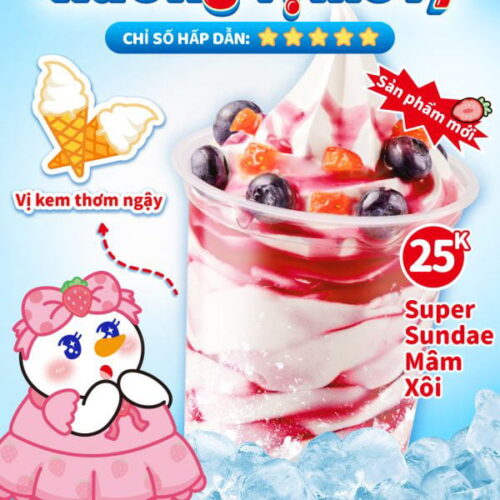 CHỈ SỐ HẤP DẪN:
Sản phẩm mới
Vị kem thơm ngậy
25K
Super
Sundae
Mâm
Xôi